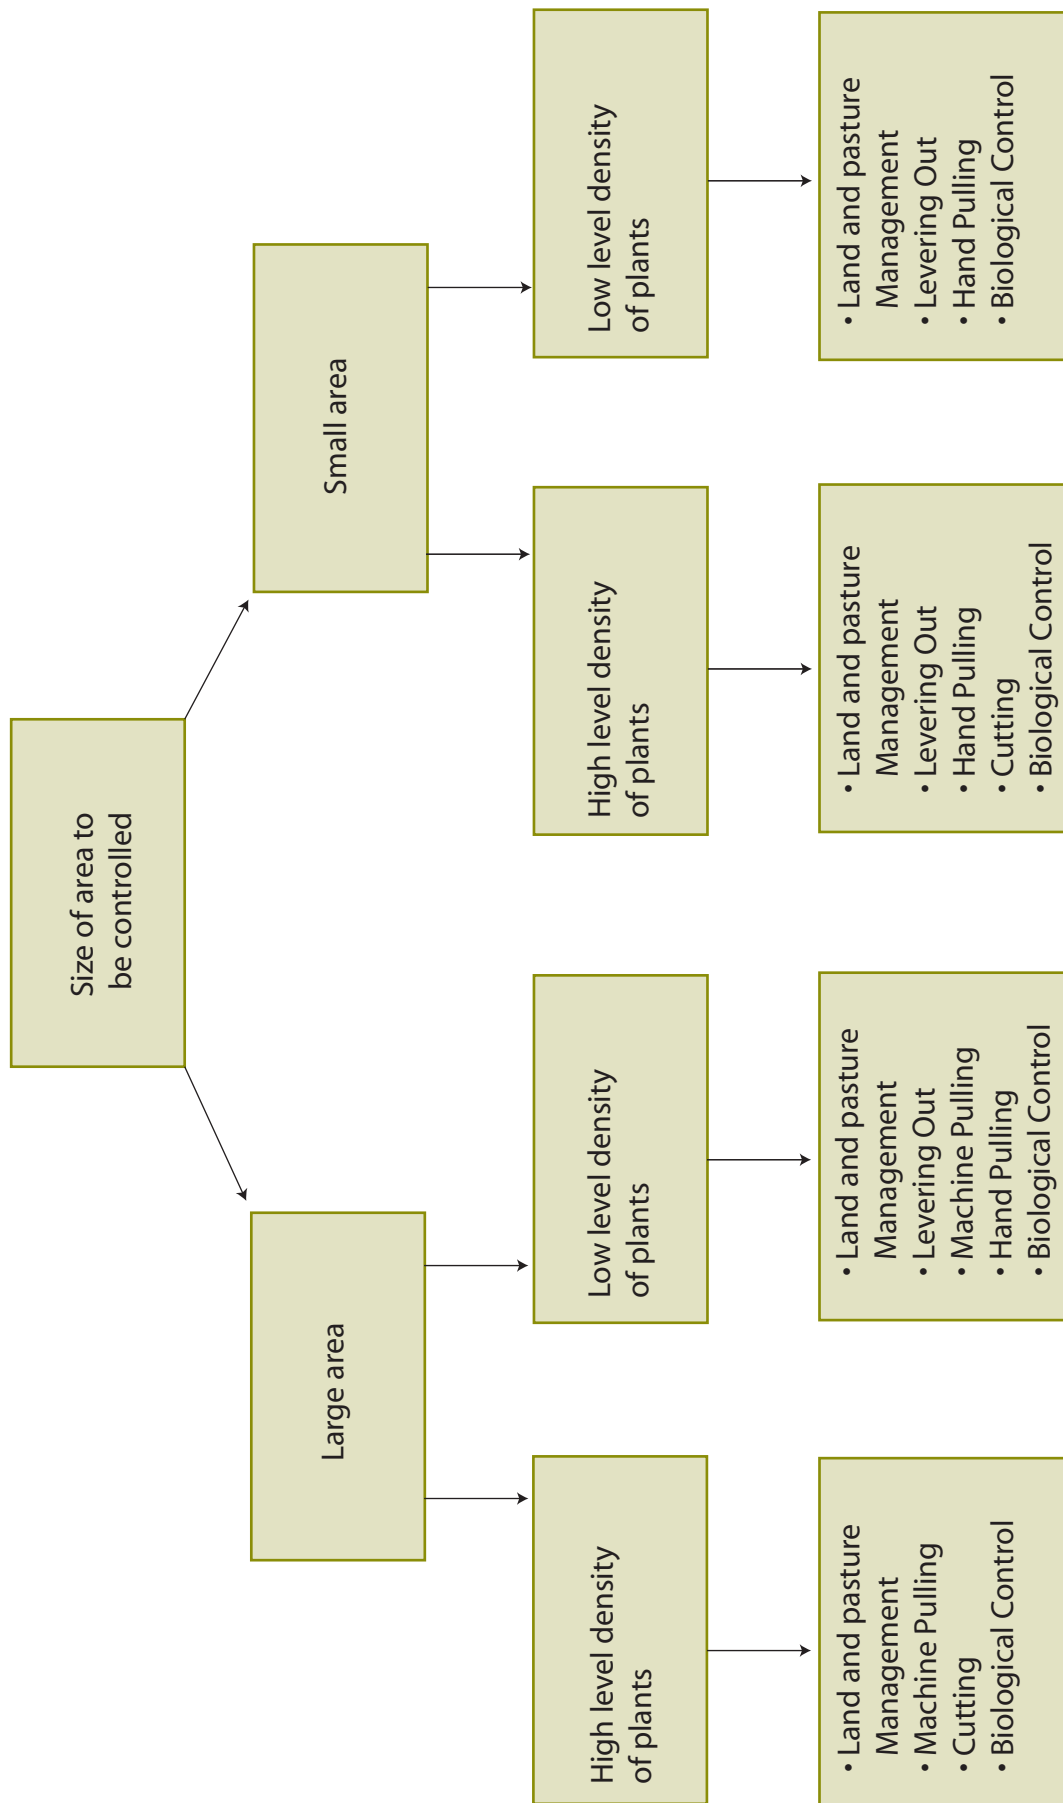 Size of area to
be controlled
Large area
Small area
High level density
of plants
Low level density
of plants
High level density
of plants
Low level density
of plants
• Land and pasture
Management
• Machine Pulling
• Cutting
• Biological Control
• Land and pasture
Management
• Levering Out
• Machine Pulling
• Hand Pulling
• Biological Control
• Land and pasture
Management
• Levering Out
• Hand Pulling
• Cutting
• Biological Control
• Land and pasture
Management
• Levering Out
• Hand Pulling
• Biological Control